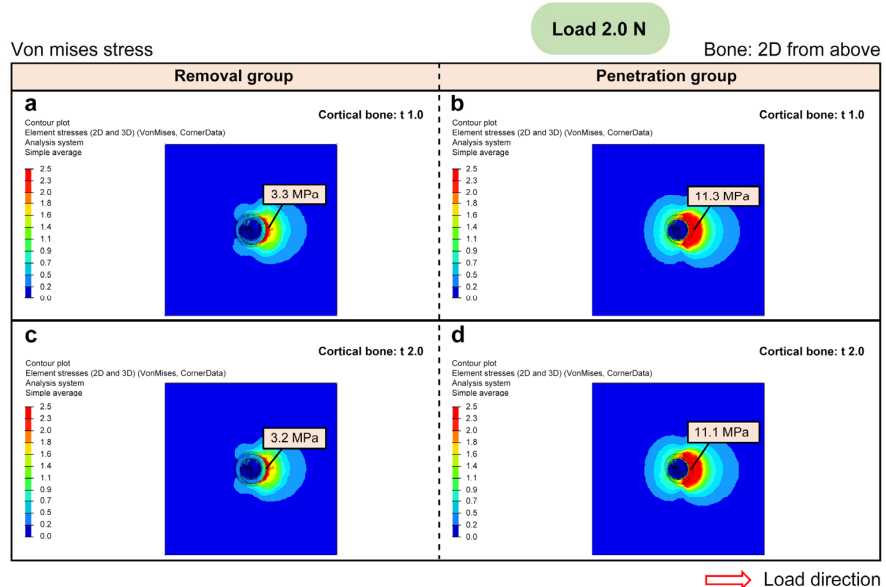 Load 2.0 N
Von mises stress
Bone: 2D from above
Removal group
Penetration group
a
Cortical bone: t 1.0
Contour plot
Element stresses (2D and 3D) (VonMises, CornerData)
Analysis system
Simple average
2.5
2.3
2.0
1.8
1.6
1.4
1.1
0.9
0.7
0.5
0.2
0.0
3.3 MPa
b
Cortical bone: t 1.0
Contour plot
Element stresses (2D and 3D) (VonMises, CornerData)
Analysis system
Simple average
2.5
2.3
2.0
1.8
1.6
1.4
1.1
0.9
0.7
0.5
0.2
0.0
11.3 MPa
c
Cortical bone: t 2.0
Contour plot
Element stresses (2D and 3D) (VonMises, CornerData)
Analysis system
Simple average
2.5
2.3
2.0
1.8
1.6
1.4
1.1
0.9
0.7
0.5
0.2
0.0
3.2 MPa
d
Cortical bone: t 2.0
Contour plot
Element stresses (2D and 3D) (VonMises, CornerData)
Analysis system
Simple average
2.5
2.3
2.0
1.8
1.6
1.4
1.1
0.9
0.7
0.5
0.2
0.0
11.1 MPa
Load direction